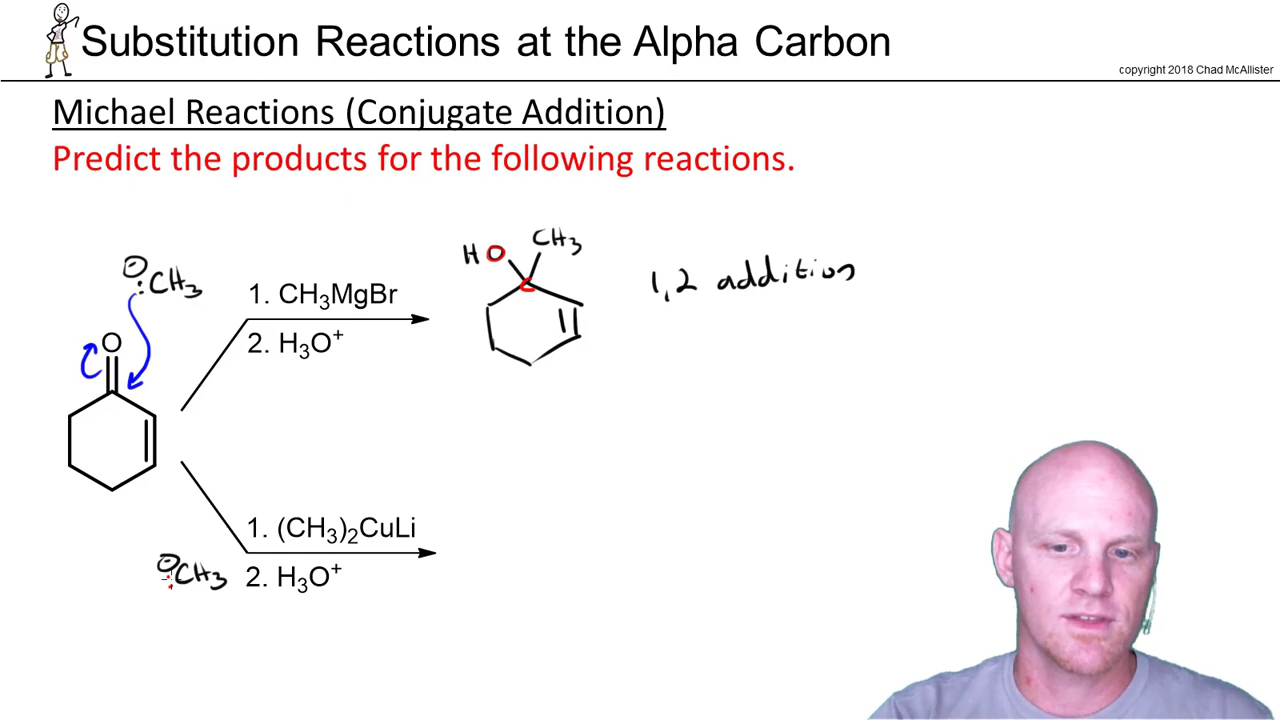 Substitution Reactions at the Alpha Carbon
copyright 2018 Chad McAllister
Michael Reactions (Conjugate Addition)
Predict the products for the following reactions.
H O CH3
⊖:CH3
1,2 addition
1. CH₃MgBr
2. H₃O⁺
O
1. (CH₃)₂CuLi
⊖:CH3
2. H₃O⁺